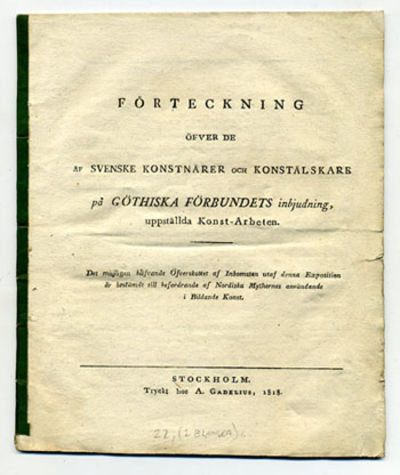 FÖRTECKNING
ÖFVER DE
AF SVENSKE KONSTNÄRER OCH KONSTÄLSKARE
på GÖTHISKA FÖRBUNDETS inbjudning,
uppställda Konst-Arbeten.
Det möjligen blifvande Öfverskottet af Inkomsten utaf denna Exposition
är bestämdt till befordrande af Nordiska Mythernas användande
i Bildande Konst.
STOCKHOLM.
Tryckt hos A. GADELIUS, 1818.
22,